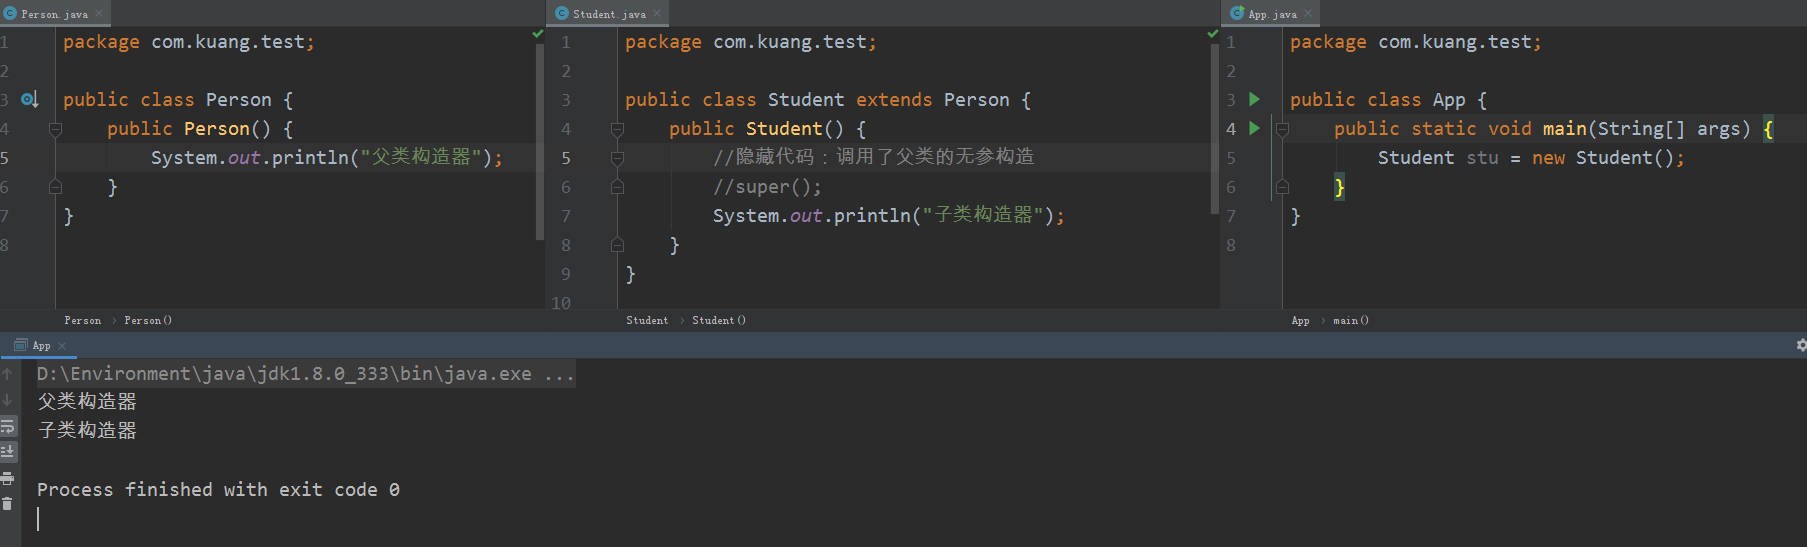 Person.java
1 package com.kuang.test;
2
3 public class Person {
4 public Person() {
5 System.out.println("父类构造器");
6 }
7 }
8
Person > Person()
Student.java
1 package com.kuang.test;
2
3 public class Student extends Person {
4 public Student() {
5 //隐藏代码：调用了父类的无参构造
6 //super();
7 System.out.println("子类构造器");
8 }
9 }
10
Student > Student()
App.java
1 package com.kuang.test;
2
3 public class App {
4 public static void main(String[] args) {
5 Student stu = new Student();
6 }
7 }
8
App > main()
App
D:\Environment\java\jdk1.8.0_333\bin\java.exe ...
父类构造器
子类构造器
Process finished with exit code 0